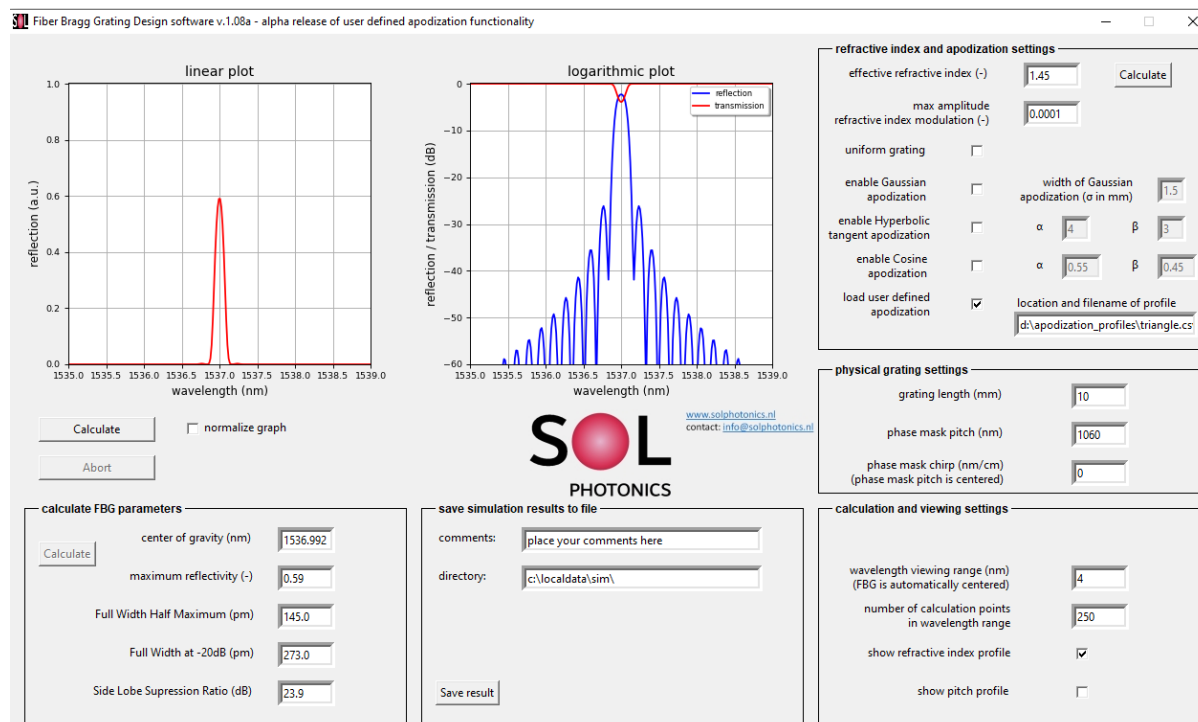 Fiber Bragg Grating Design software v.1.08a - alpha release of user defined apodization functionality
linear plot
1.0
0.8
0.6
0.4
0.2
0.0
reflection (a.u.)
1535.0 1535.5 1536.0 1536.5 1537.0 1537.5 1538.0 1538.5 1539.0
wavelength (nm)
logarithmic plot
0
−10
−20
−30
−40
−50
−60
reflection / transmission (dB)
reflection
transmission
1535.0 1535.5 1536.0 1536.5 1537.0 1537.5 1538.0 1538.5 1539.0
wavelength (nm)
Calculate
normalize graph
Abort
SOL
PHOTONICS
www.solphotonics.nl
contact: info@solphotonics.nl
refractive index and apodization settings
effective refractive index (-) 1.45 Calculate
max amplitude
refractive index modulation (-) 0.0001
uniform grating
enable Gaussian
apodization
width of Gaussian
apodization (σ in mm) 1.5
enable Hyperbolic
tangent apodization
α 4 β 3
enable Cosine
apodization
α 0.55 β 0.45
load user defined
apodization
location and filename of profile
d:\apodization_profiles\triangle.cs
physical grating settings
grating length (mm) 10
phase mask pitch (nm) 1060
phase mask chirp (nm/cm)
(phase mask pitch is centered) 0
calculate FBG parameters
Calculate
center of gravity (nm) 1536.992
maximum reflectivity (-) 0.59
Full Width Half Maximum (pm) 145.0
Full Width at -20dB (pm) 273.0
Side Lobe Supression Ratio (dB) 23.9
save simulation results to file
comments: place your comments here
directory: c:\localdata\sim\
Save result
calculation and viewing settings
wavelength viewing range (nm)
(FBG is automatically centered) 4
number of calculation points
in wavelength range 250
show refractive index profile
show pitch profile